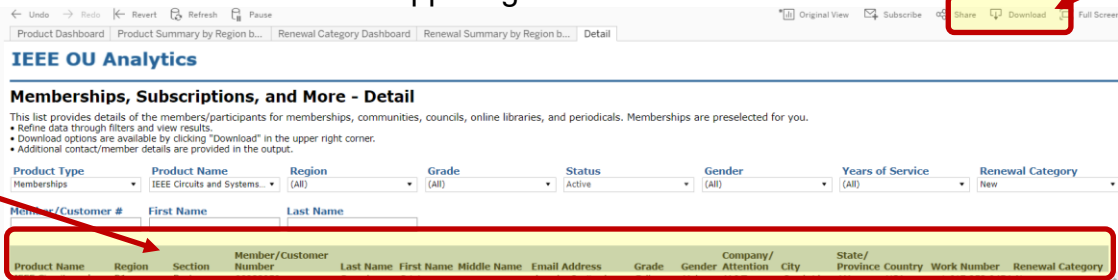 Undo Redo Revert Refresh Pause Original View Subscribe Share Download Full Screen
Product Dashboard Product Summary by Region b... Renewal Category Dashboard Renewal Summary by Region b... Detail
IEEE OU Analytics
Memberships, Subscriptions, and More - Detail
This list provides details of the members/participants for memberships, communities, councils, online libraries, and periodicals. Memberships are preselected for you.
• Refine data through filters and view results.
• Download options are available by clicking "Download" in the upper right corner.
• Additional contact/member details are provided in the output.
Product Type Product Name Region Grade Status Gender Years of Service Renewal Category
Memberships IEEE Circuits and Systems... (All) (All) Active (All) (All) New
Member/Customer # First Name Last Name
Member/Customer Company/ State/
Product Name Region Section Number Last Name First Name Middle Name Email Address Grade Gender Attention City Province Country Work Number Renewal Category